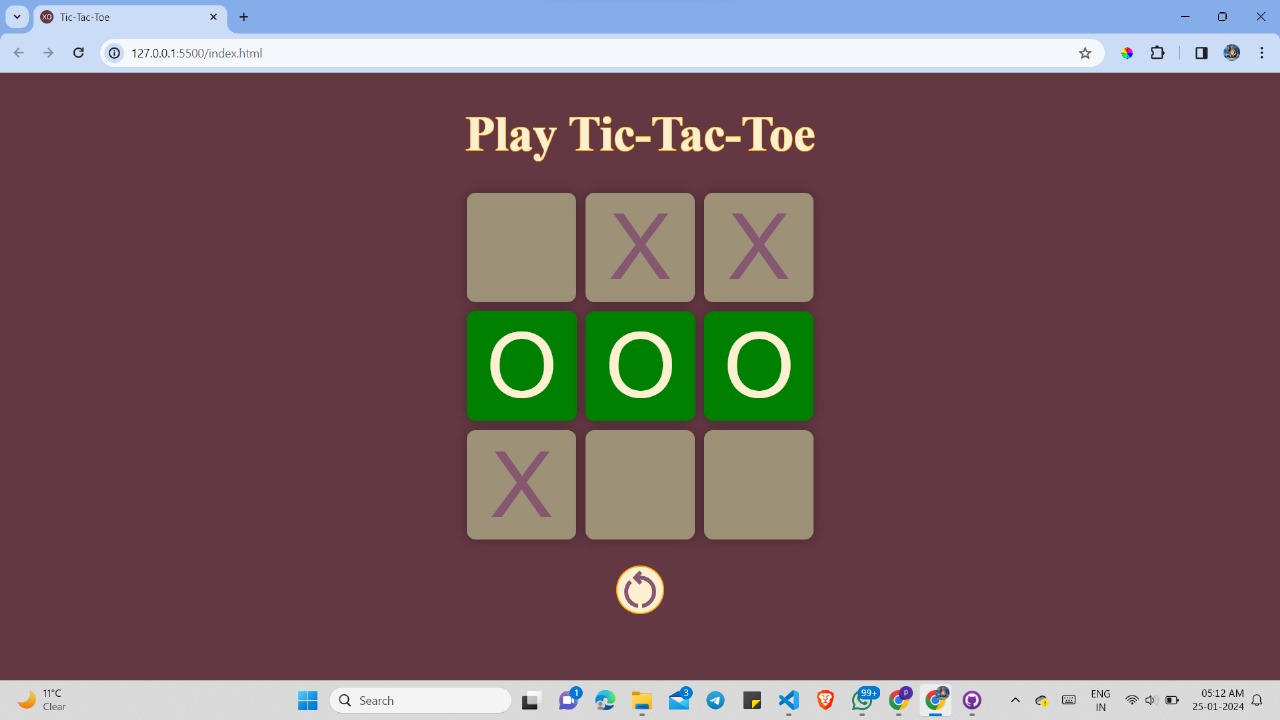 XO Tic-Tac-Toe
127.0.0.1:5500/index.html
Play Tic-Tac-Toe
X X
O O O
X
11°C
Clear
Search
1
3
99+
P
ENG
IN
05:12 AM
25-01-2024